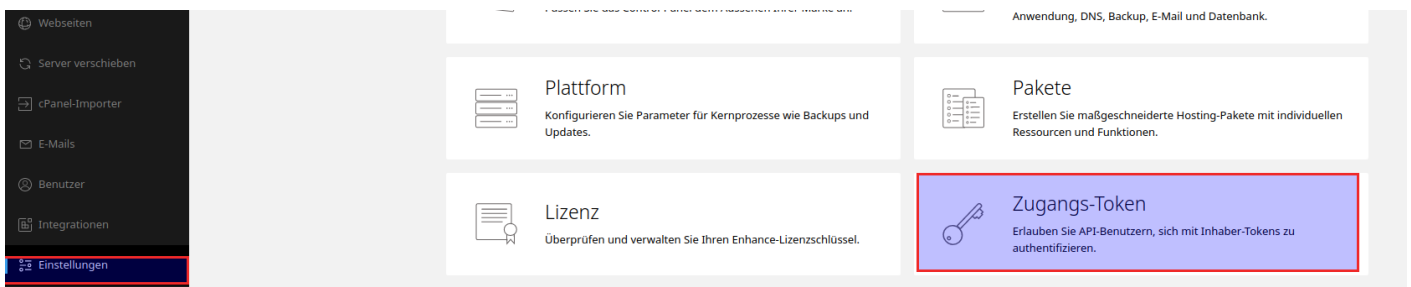 Webseiten
Server verschieben
cPanel-Importer
E-Mails
Benutzer
Integrationen
Einstellungen
Anwendung, DNS, Backup, E-Mail und Datenbank.
Plattform
Konfigurieren Sie Parameter für Kernprozesse wie Backups und
Updates.
Pakete
Erstellen Sie maßgeschneiderte Hosting-Pakete mit individuellen
Ressourcen und Funktionen.
Lizenz
Überprüfen und verwalten Sie Ihren Enhance-Lizenzschlüssel.
Zugangs-Token
Erlauben Sie API-Benutzern, sich mit Inhaber-Tokens zu
authentifizieren.